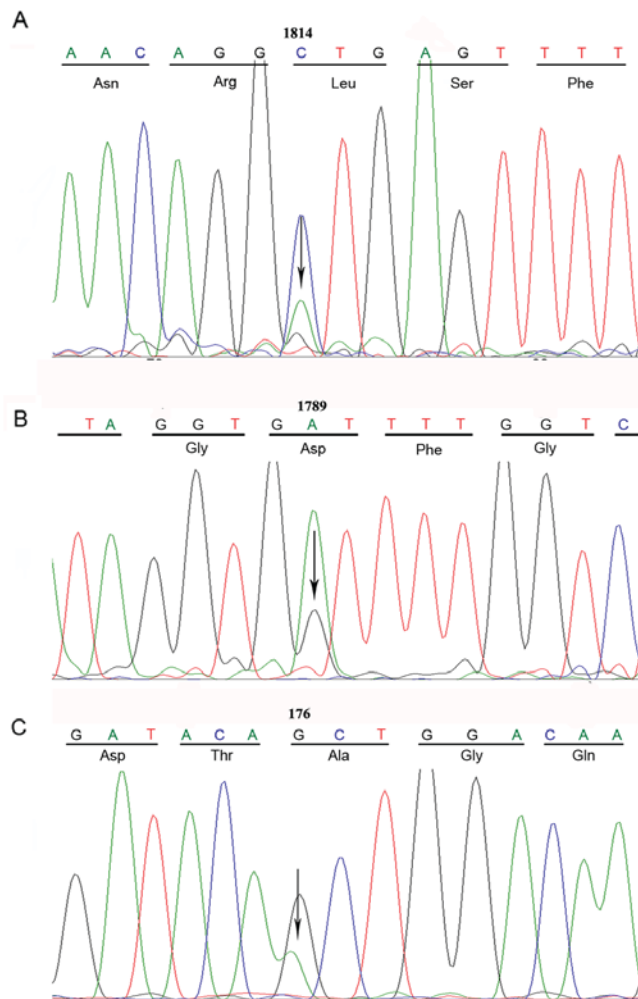 A
1814
A A C A G G C T G A G T T T T
Asn Arg Leu Ser Phe
B
1789
T A G G T G A T T T T G G T C
Gly Asp Phe Gly
C
176
G A T A C A G C T G G A C A A
Asp Thr Ala Gly Gln